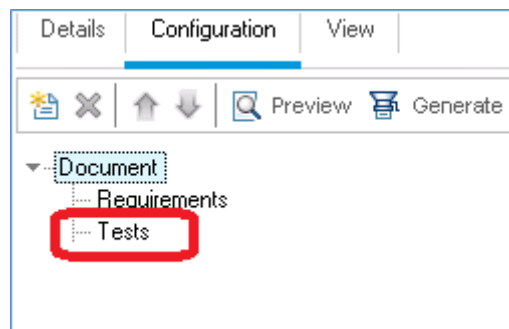 Details Configuration View
Preview Generate
Document
Requirements
Tests